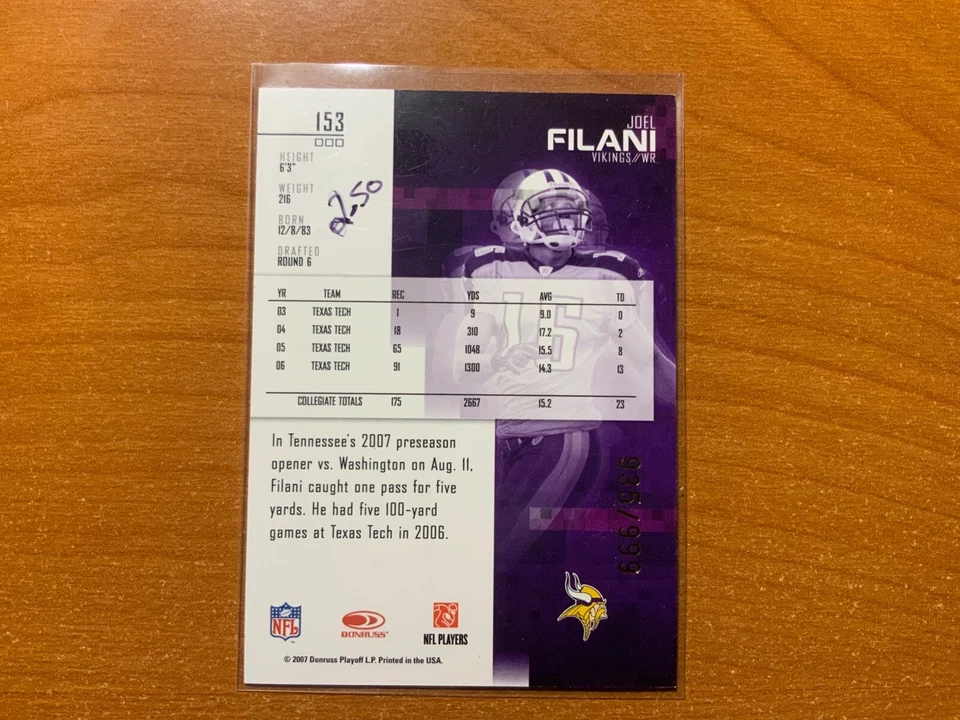 153
JOEL
FILANI
VIKINGS//WR
HEIGHT
6'3"
WEIGHT
216
BORN
12/8/83
DRAFTED
ROUND 6
2.50
YR TEAM REC YDS AVG TD
03 TEXAS TECH 1 9 9.0 0
04 TEXAS TECH 18 310 17.2 2
05 TEXAS TECH 65 1048 15.5 8
06 TEXAS TECH 91 1300 14.3 13
COLLEGIATE TOTALS 175 2667 15.2 23
15
In Tennessee's 2007 preseason
opener vs. Washington on Aug. 11,
Filani caught one pass for five
yards. He had five 100-yard
games at Texas Tech in 2006.
935/999
NFL
DONRUSS
NFL PLAYERS
© 2007 Donruss Playoff L.P. Printed in the USA.